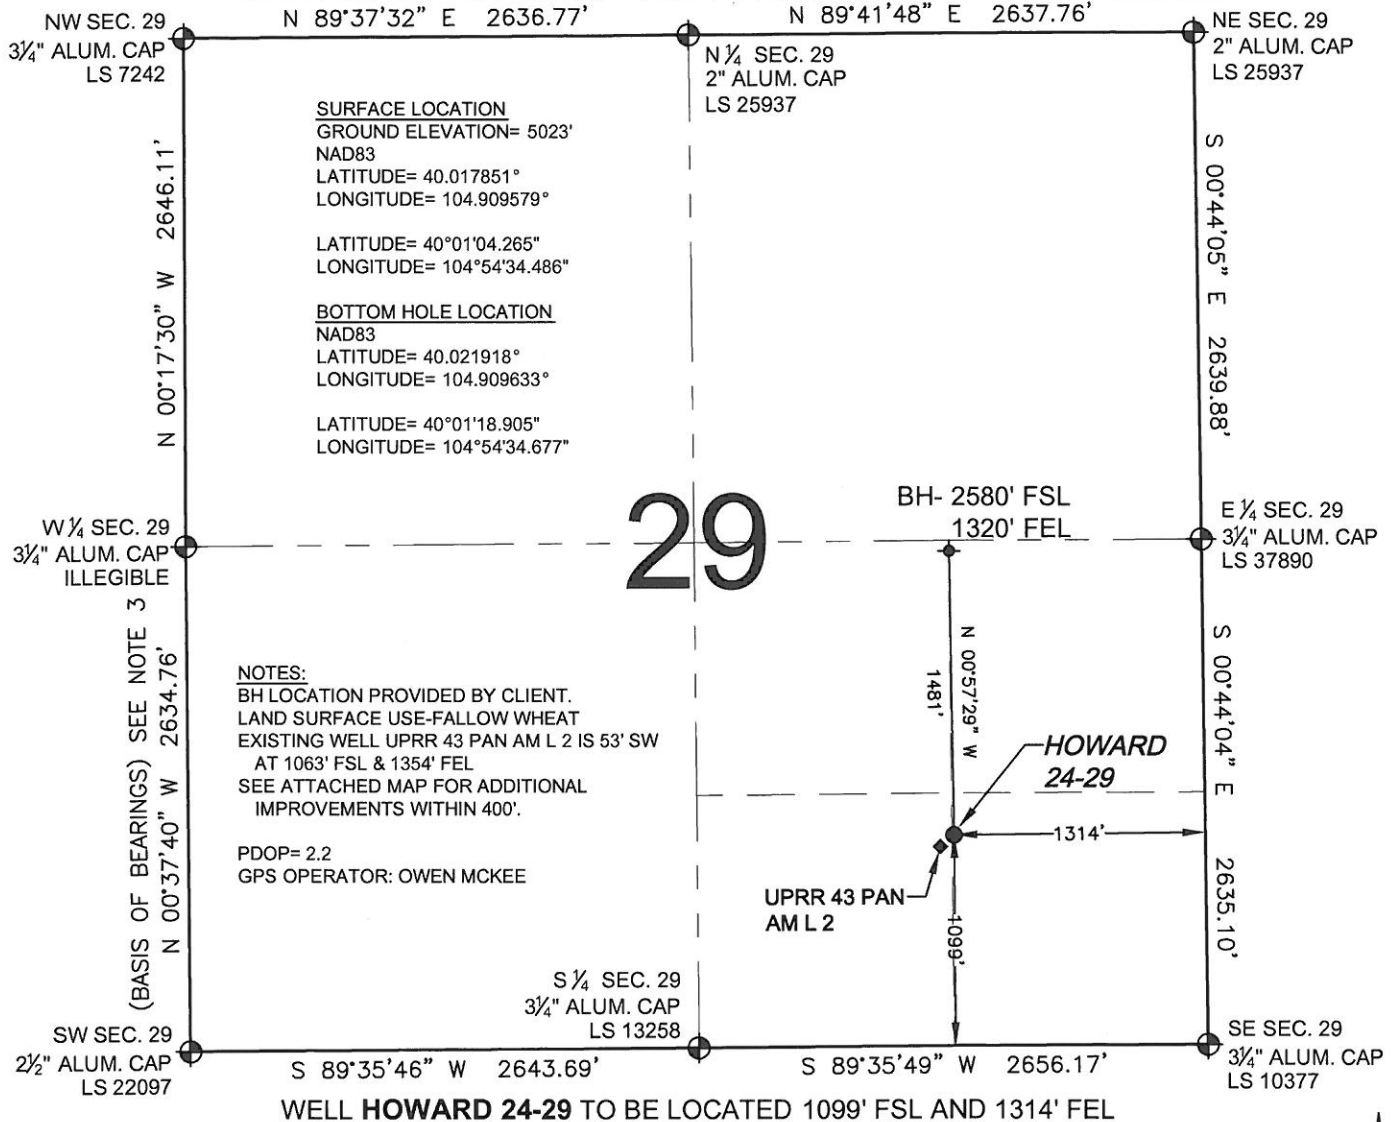 N 89°37'32" E 2636.77'
N 89°41'48" E 2637.76'
NW SEC. 29
3¼" ALUM. CAP
LS 7242
N ¼ SEC. 29
2" ALUM. CAP
LS 25937
NE SEC. 29
2" ALUM. CAP
LS 25937
SURFACE LOCATION
GROUND ELEVATION= 5023'
NAD83
LATITUDE= 40.017851°
LONGITUDE= 104.909579°
LATITUDE= 40°01'04.265"
LONGITUDE= 104°54'34.486"
BOTTOM HOLE LOCATION
NAD83
LATITUDE= 40.021918°
LONGITUDE= 104.909633°
LATITUDE= 40°01'18.905"
LONGITUDE= 104°54'34.677"
N 00°17'30" W 2646.11'
S 00°44'05" E 2639.88'
29
BH- 2580' FSL
1320' FEL
W ¼ SEC. 29
3¼" ALUM. CAP
ILLEGIBLE
E ¼ SEC. 29
3¼" ALUM. CAP
LS 37890
(BASIS OF BEARINGS) SEE NOTE 3
N 00°37'40" W 2634.76'
NOTES:
BH LOCATION PROVIDED BY CLIENT.
LAND SURFACE USE-FALLOW WHEAT
EXISTING WELL UPRR 43 PAN AM L 2 IS 53' SW
AT 1063' FSL & 1354' FEL
SEE ATTACHED MAP FOR ADDITIONAL
IMPROVEMENTS WITHIN 400'.
PDOP= 2.2
GPS OPERATOR: OWEN MCKEE
N 00°57'29" W
1481'
HOWARD
24-29
1314'
UPRR 43 PAN
AM L 2
1099'
S 00°44'04" E 2635.10'
S ¼ SEC. 29
3¼" ALUM. CAP
LS 13258
SW SEC. 29
2½" ALUM. CAP
LS 22097
SE SEC. 29
3¼" ALUM. CAP
LS 10377
S 89°35'46" W 2643.69'
S 89°35'49" W 2656.17'
WELL HOWARD 24-29 TO BE LOCATED 1099' FSL AND 1314' FEL